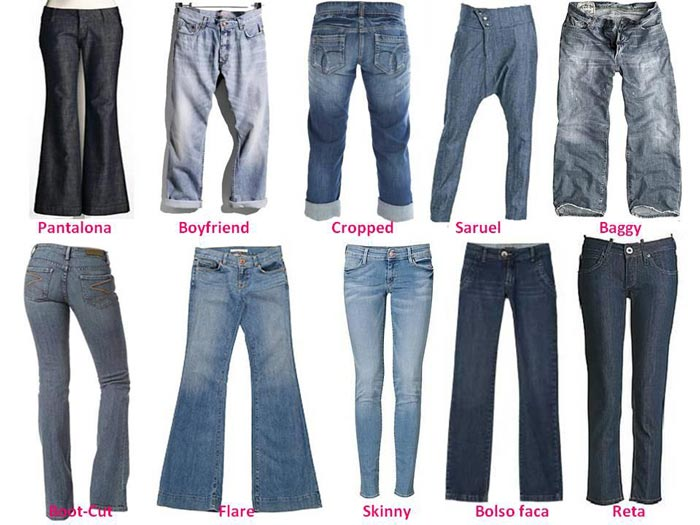 Pantalona
Boyfriend
Cropped
Saruel
Baggy
Boot-Cut
Flare
Skinny
Bolso faca
Reta